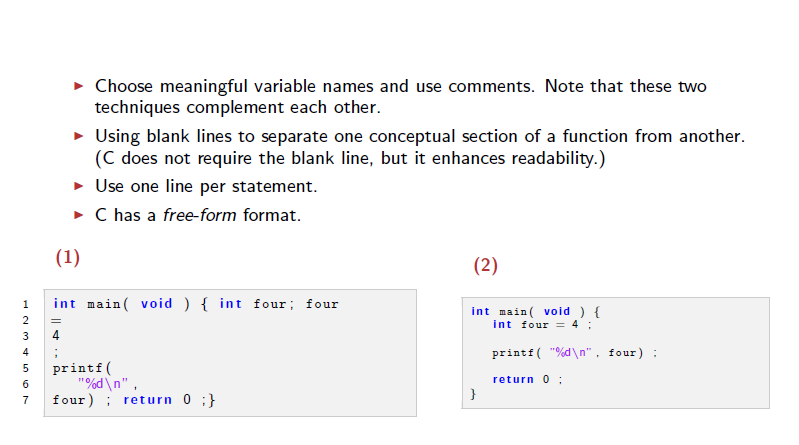 ► Choose meaningful variable names and use comments. Note that these two
techniques complement each other.
► Using blank lines to separate one conceptual section of a function from another.
(C does not require the blank line, but it enhances readability.)
► Use one line per statement.
► C has a free-form format.
(1)
1 int main( void ) { int four; four
2 =
3 4
4 ;
5 printf(
6 "%d\n" ,
7 four) ; return 0 ;}
(2)
int main( void ) {
int four = 4 ;
printf( "%d\n" , four) ;
return 0 ;
}